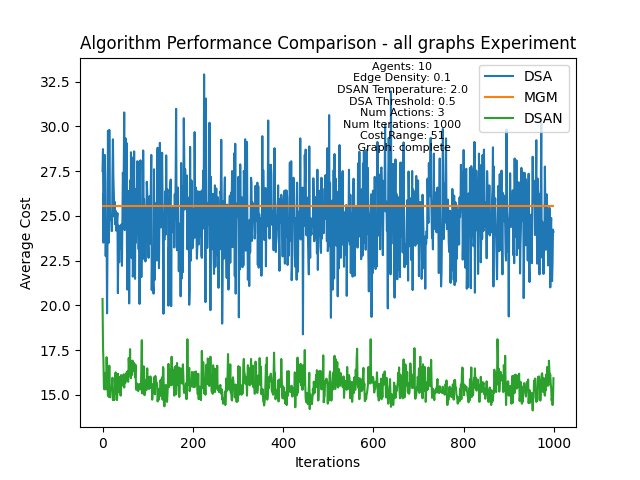 Algorithm Performance Comparison - all graphs Experiment
Agents: 10
Edge Density: 0.1
DSAN Temperature: 2.0
DSA Threshold: 0.5
Num Actions: 3
Num Iterations: 1000
Cost Range: 51
Graph: complete
DSA
MGM
DSAN
Average Cost
32.5
30.0
27.5
25.0
22.5
20.0
17.5
15.0
0
200
400
600
800
1000
Iterations